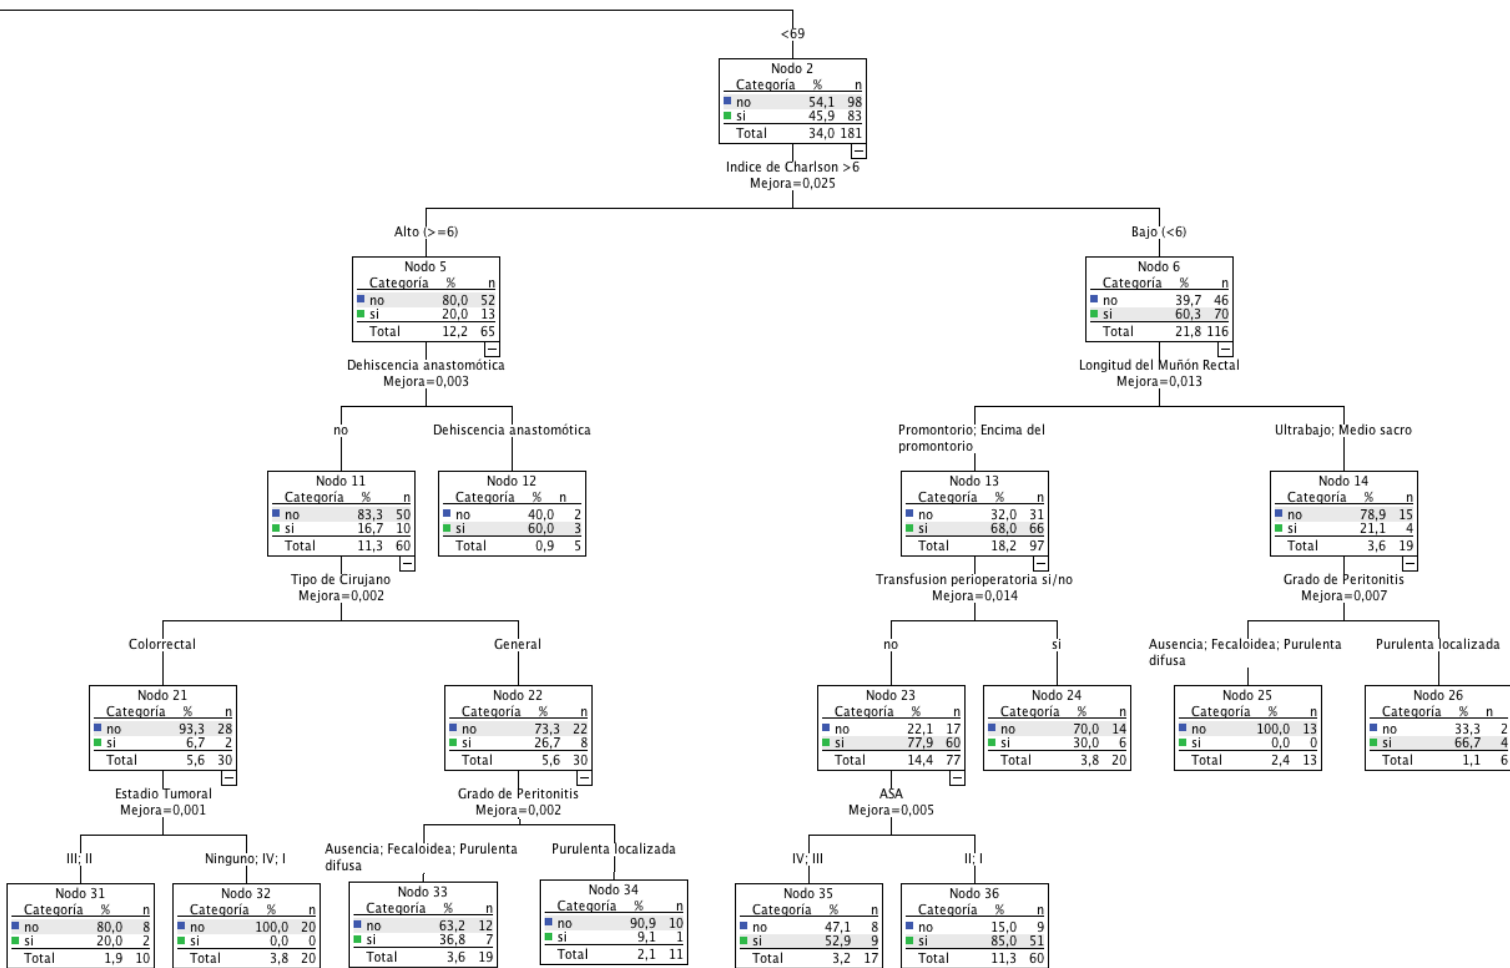 <69
Nodo 2
Categoría % n
no 54,1 98
si 45,9 83
Total 34,0 181
Indice de Charlson >6
Mejora=0,025
Alto (>=6)
Bajo (<6)
Nodo 5
Categoría % n
no 80,0 52
si 20,0 13
Total 12,2 65
Nodo 6
Categoría % n
no 39,7 46
si 60,3 70
Total 21,8 116
Dehiscencia anastomótica
Mejora=0,003
Longitud del Muñón Rectal
Mejora=0,013
no
Dehiscencia anastomótica
Promontorio; Encima del
promontorio
Ultrabajo; Medio sacro
Nodo 11
Categoría % n
no 83,3 50
si 16,7 10
Total 11,3 60
Nodo 12
Categoría % n
no 40,0 2
si 60,0 3
Total 0,9 5
Nodo 13
Categoría % n
no 32,0 31
si 68,0 66
Total 18,2 97
Nodo 14
Categoría % n
no 78,9 15
si 21,1 4
Total 3,6 19
Tipo de Cirujano
Mejora=0,002
Transfusion perioperatoria si/no
Mejora=0,014
Grado de Peritonitis
Mejora=0,007
Colorrectal
General
no
si
Ausencia; Fecaloidea; Purulenta
difusa
Purulenta localizada
Nodo 21
Categoría % n
no 93,3 28
si 6,7 2
Total 5,6 30
Nodo 22
Categoría % n
no 73,3 22
si 26,7 8
Total 5,6 30
Nodo 23
Categoría % n
no 22,1 17
si 77,9 60
Total 14,4 77
Nodo 24
Categoría % n
no 70,0 14
si 30,0 6
Total 3,8 20
Nodo 25
Categoría % n
no 100,0 13
si 0,0 0
Total 2,4 13
Nodo 26
Categoría % n
no 33,3 2
si 66,7 4
Total 1,1 6
Estadio Tumoral
Mejora=0,001
Grado de Peritonitis
Mejora=0,002
ASA
Mejora=0,005
III; II
Ninguno; IV; I
Ausencia; Fecaloidea; Purulenta
difusa
Purulenta localizada
IV; III
II; I
Nodo 31
Categoría % n
no 80,0 8
si 20,0 2
Total 1,9 10
Nodo 32
Categoría % n
no 100,0 20
si 0,0 0
Total 3,8 20
Nodo 33
Categoría % n
no 63,2 12
si 36,8 7
Total 3,6 19
Nodo 34
Categoría % n
no 90,9 10
si 9,1 1
Total 2,1 11
Nodo 35
Categoría % n
no 47,1 8
si 52,9 9
Total 3,2 17
Nodo 36
Categoría % n
no 15,0 9
si 85,0 51
Total 11,3 60